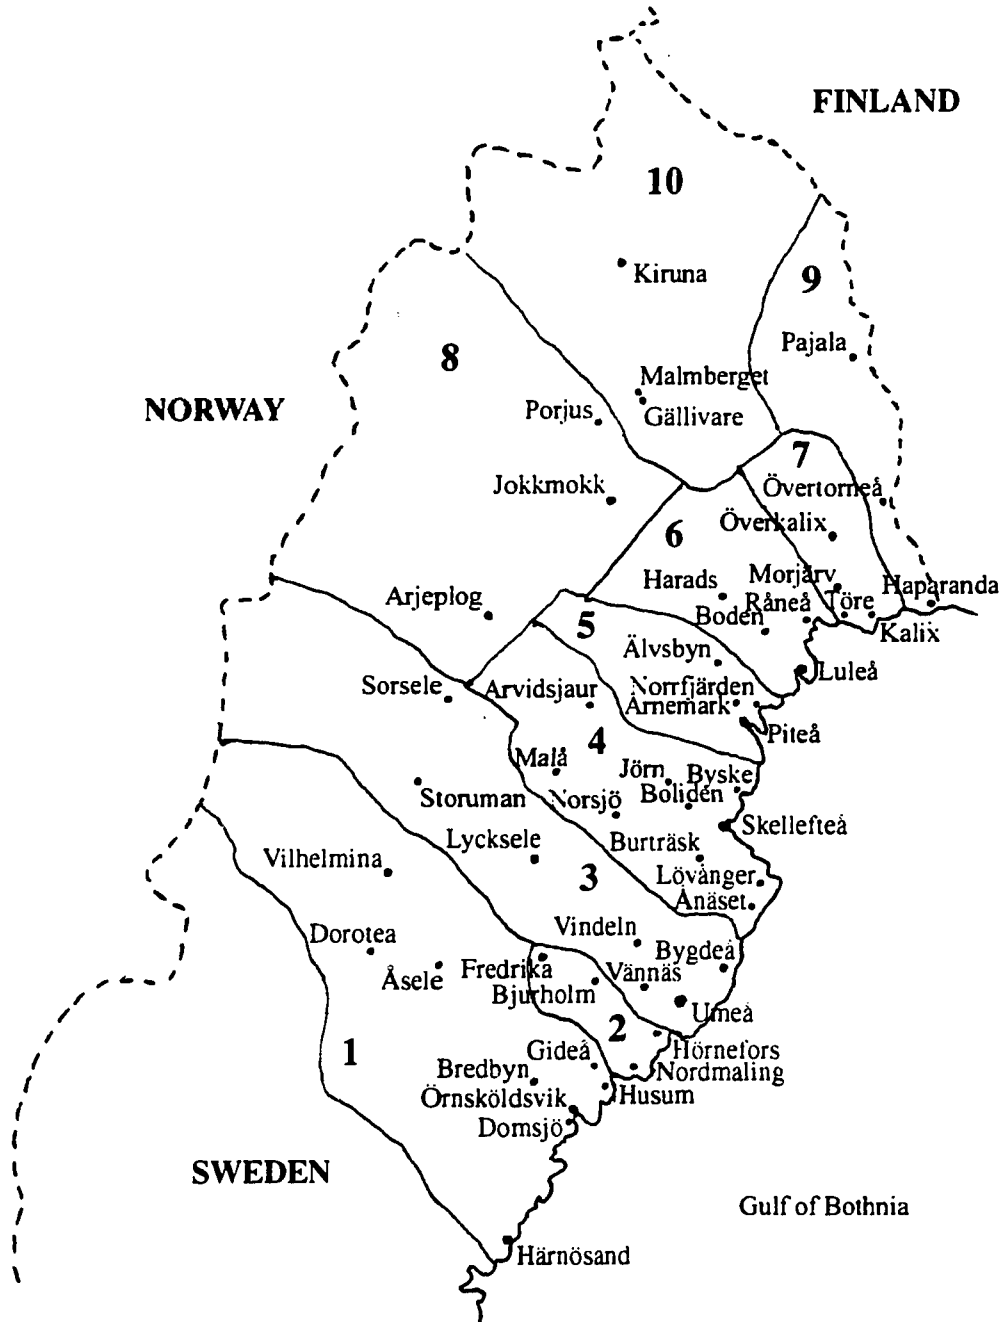 FINLAND
10
Kiruna
9
Pajala
8
Malmberget
NORWAY
Porjus
Gällivare
7
Jokkmokk
Övertorneå
6
Överkalix
Harads
Morjärv
Haparanda
Arjeplog
Råneå
Töre
Boden
Kalix
5
Älvsbyn
Luleå
Sorsele
Arvidsjaur
Norrfjärden
Arnemark
Piteå
4
Malå
Jörn
Byske
Storuman
Norsjö
Boliden
Skellefteå
Lycksele
Burträsk
Vilhelmina
3
Lövånger
Ånäset
Vindeln
Dorotea
Bygdeå
Åsele
Fredrika
Vännäs
Bjurholm
Umeå
2
1
Gideå
Hörnefors
Bredbyn
Nordmaling
Örnsköldsvik
Husum
Domsjö
SWEDEN
Gulf of Bothnia
Härnösand